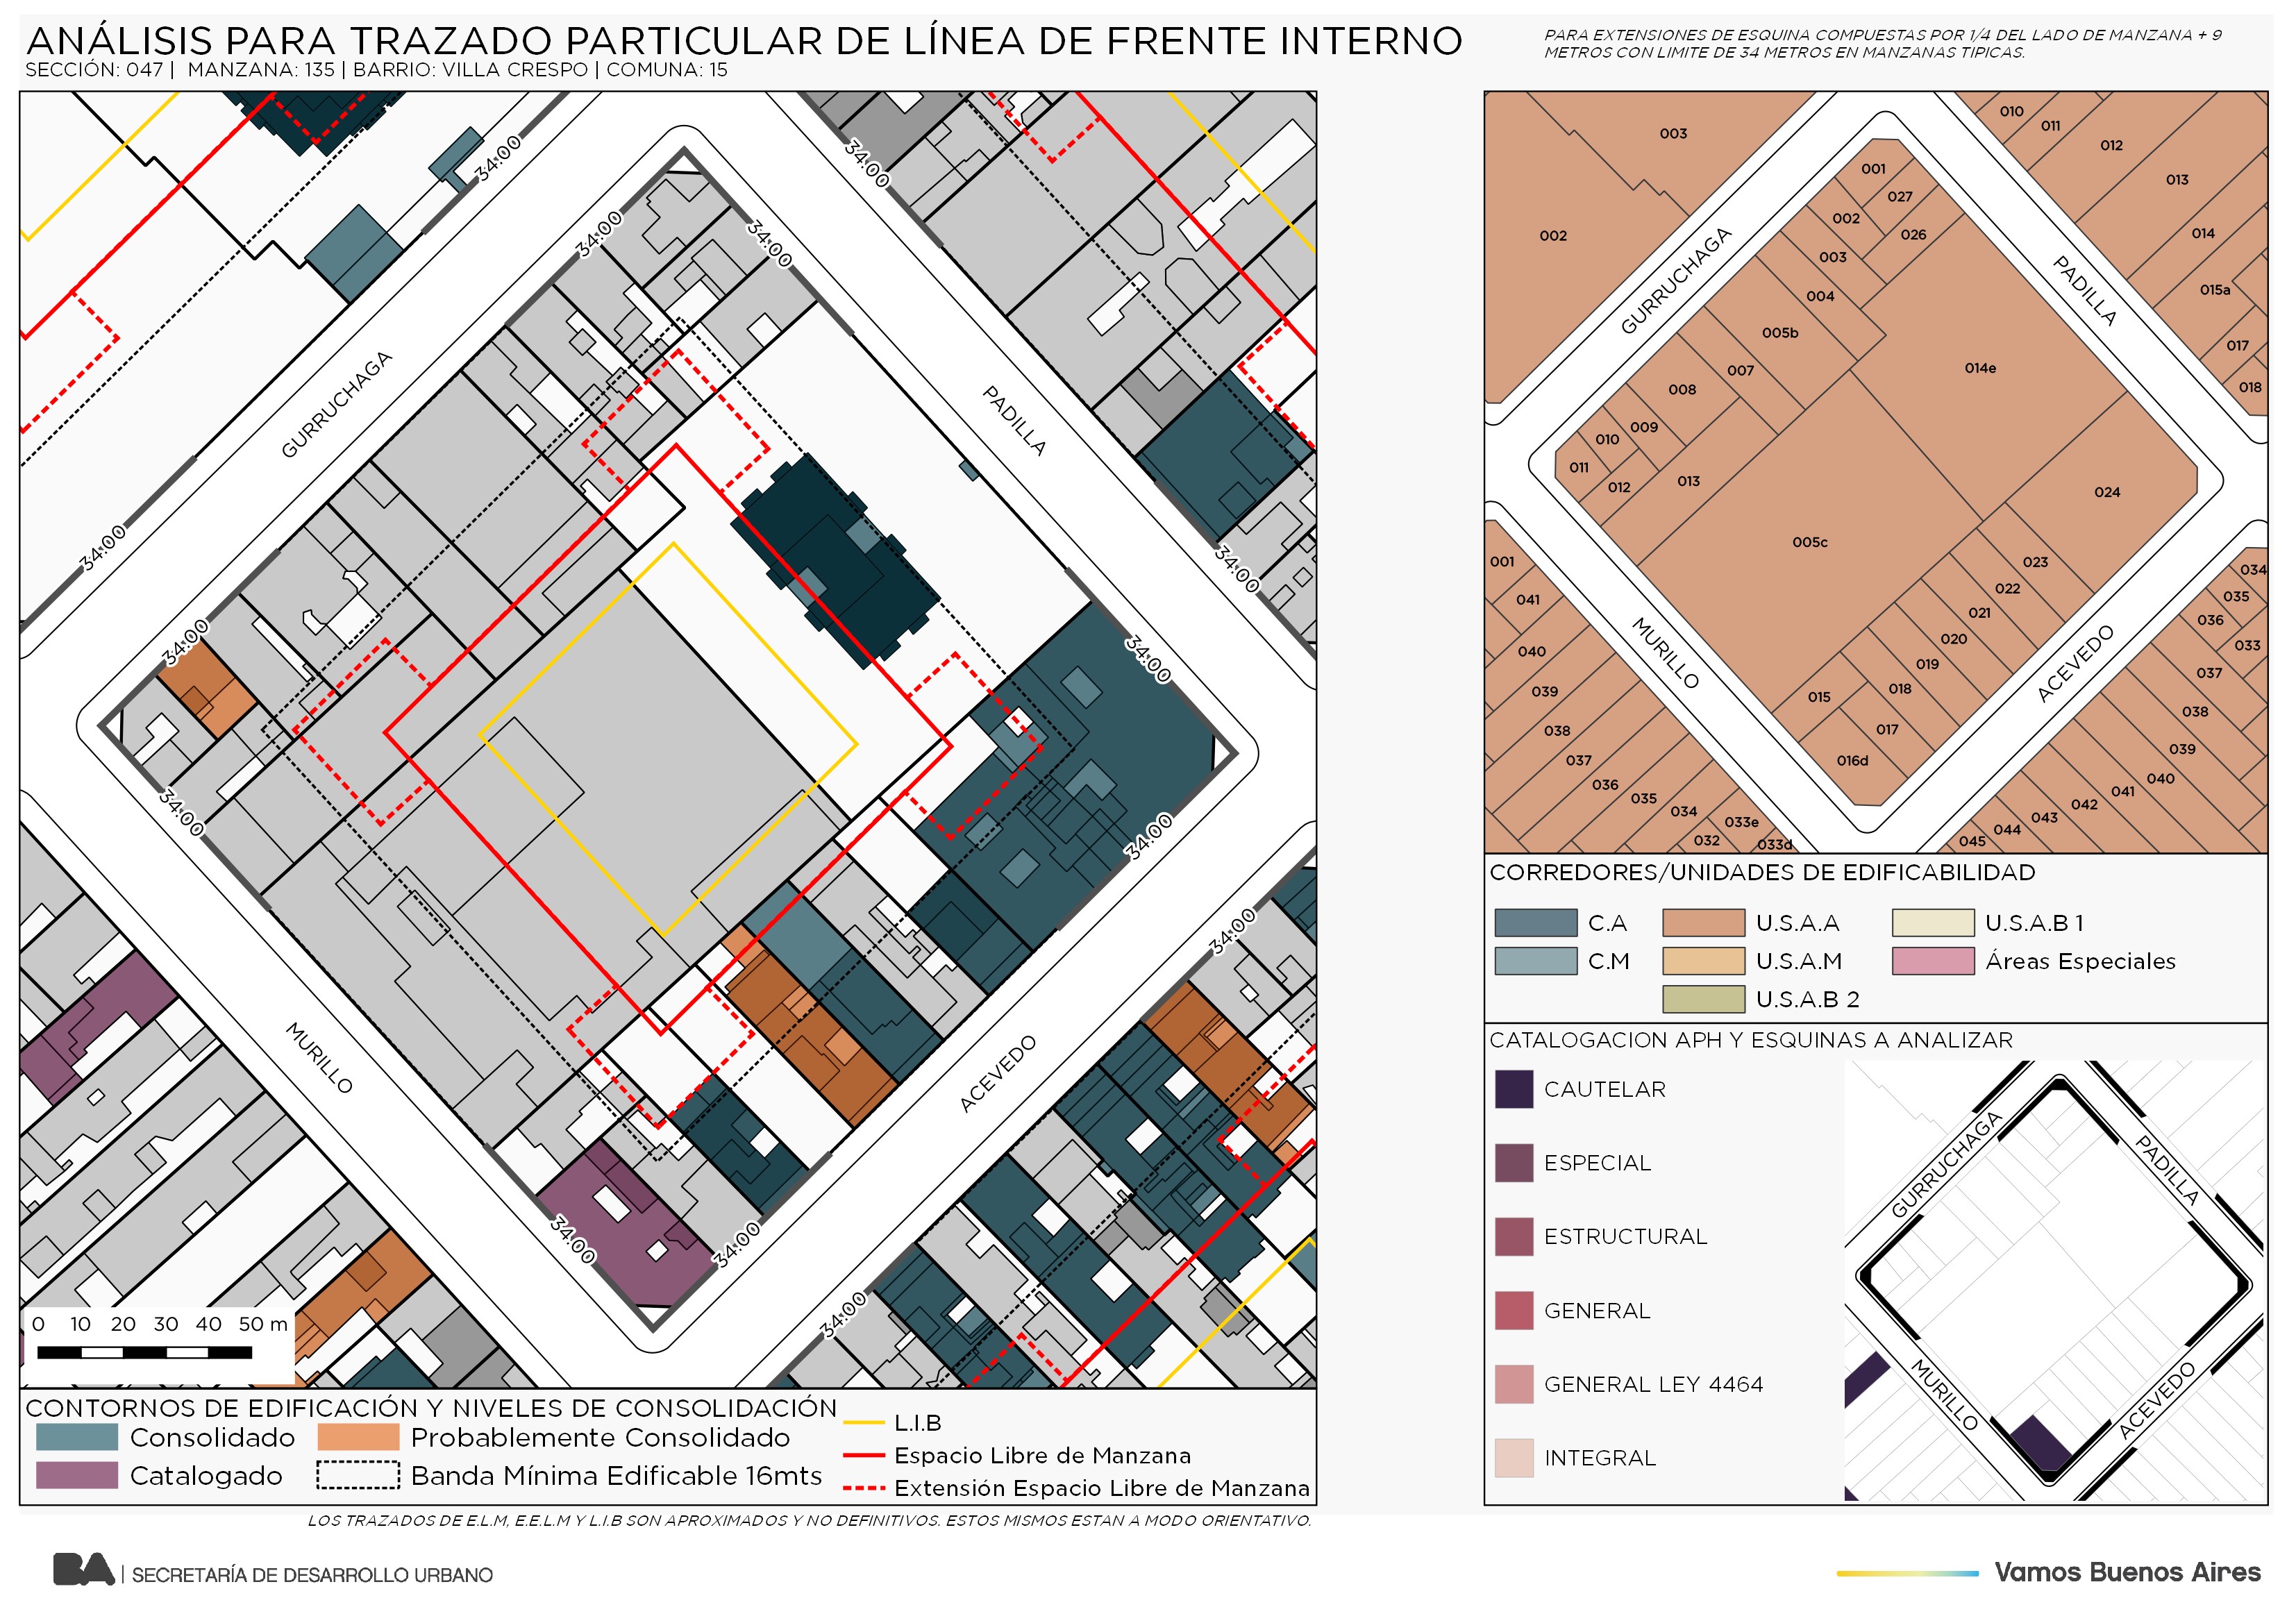 ANÁLISIS PARA TRAZADO PARTICULAR DE LÍNEA DE FRENTE INTERNO
SECCIÓN: 047 | MANZANA: 135 | BARRIO: VILLA CRESPO | COMUNA: 15
PARA EXTENSIONES DE ESQUINA COMPUESTAS POR 1/4 DEL LADO DE MANZANA + 9
METROS CON LIMITE DE 34 METROS EN MANZANAS TIPICAS.
34:00
34:00
34:00
34:00
34:00
34:00
34:00
34:00
34:00
34:00
34:00
34:00
34:00
34:00
GURRUCHAGA
PADILLA
MURILLO
ACEVEDO
0 10 20 30 40 50 m
CONTORNOS DE EDIFICACIÓN Y NIVELES DE CONSOLIDACIÓN
Consolidado
Probablemente Consolidado
Catalogado
Banda Mínima Edificable 16mts
L.I.B
Espacio Libre de Manzana
Extensión Espacio Libre de Manzana
LOS TRAZADOS DE E.L.M, E.E.L.M Y L.I.B SON APROXIMADOS Y NO DEFINITIVOS. ESTOS MISMOS ESTAN A MODO ORIENTATIVO.
003
002
010
011
012
013
014
015a
017
018
001
027
002
026
003
004
005b
007
008
009
010
011
012
013
014e
005c
024
023
022
021
020
019
018
017
015
016d
001
041
040
039
038
037
036
035
034
033e
032
033d
034
035
036
033
037
038
039
040
041
042
043
044
045
GURRUCHAGA
PADILLA
MURILLO
ACEVEDO
CORREDORES/UNIDADES DE EDIFICABILIDAD
C.A
U.S.A.A
U.S.A.B 1
C.M
U.S.A.M
Áreas Especiales
U.S.A.B 2
CATALOGACION APH Y ESQUINAS A ANALIZAR
CAUTELAR
ESPECIAL
ESTRUCTURAL
GENERAL
GENERAL LEY 4464
INTEGRAL
GURRUCHAGA
PADILLA
MURILLO
ACEVEDO
BA | SECRETARÍA DE DESARROLLO URBANO
Vamos Buenos Aires